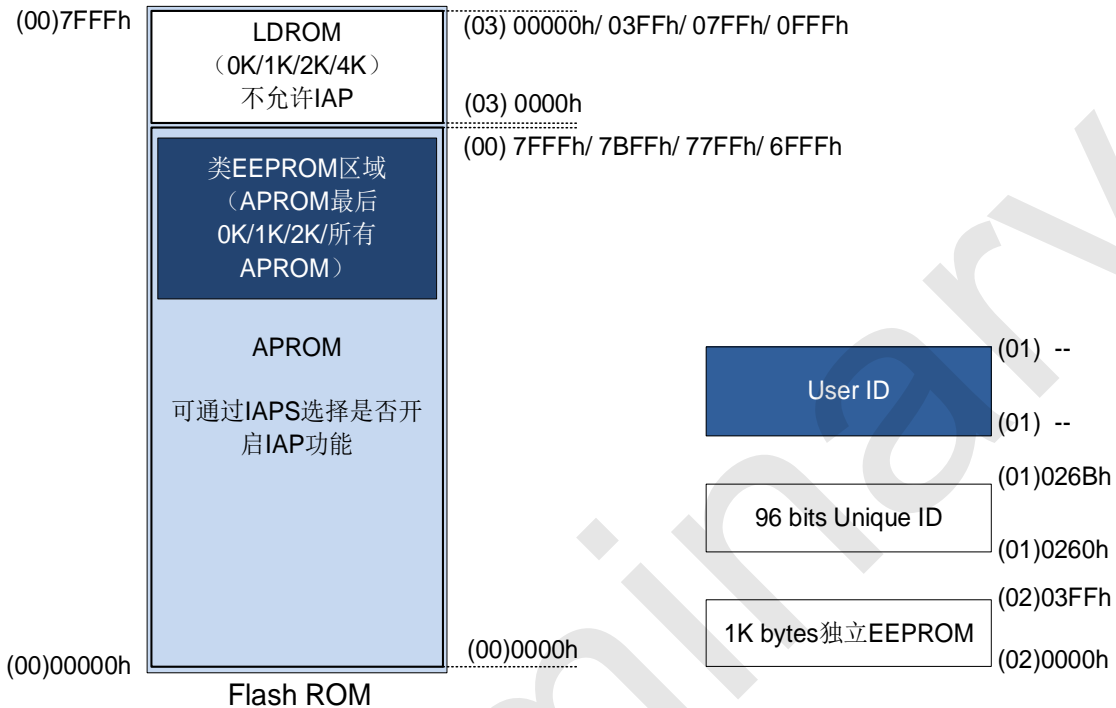 (00)7FFFh
LDROM
（0K/1K/2K/4K）
不允许IAP
(03) 00000h/ 03FFh/ 07FFh/ 0FFFh
(03) 0000h
(00) 7FFFh/ 7BFFh/ 77FFh/ 6FFFh
类EEPROM区域
（APROM最后
0K/1K/2K/所有
APROM）
APROM
可通过IAPS选择是否开
启IAP功能
(00)00000h
(00)0000h
Flash ROM
(01) --
User ID
(01) --
(01)026Bh
96 bits Unique ID
(01)0260h
(02)03FFh
1K bytes独立EEPROM
(02)0000h
minary